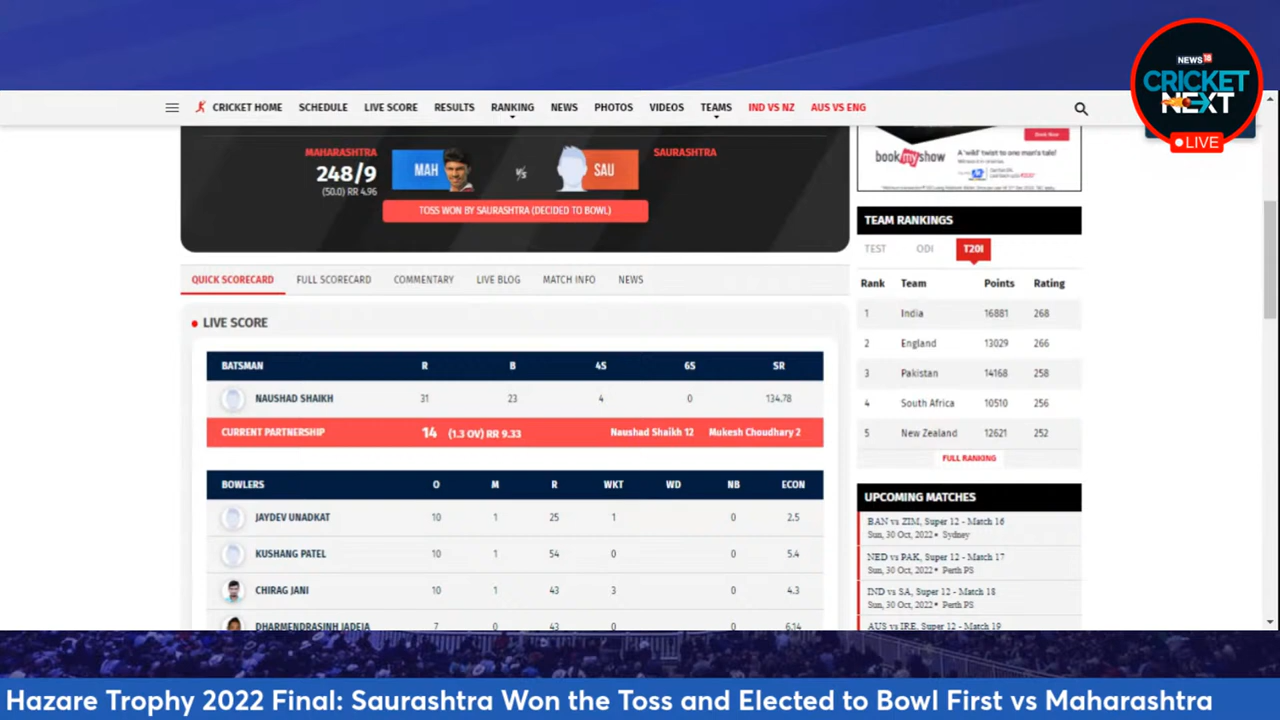 NEWS18
CRICKET
NEXT
LIVE
CRICKET HOME SCHEDULE LIVE SCORE RESULTS RANKING NEWS PHOTOS VIDEOS TEAMS IND VS NZ AUS VS ENG
MAHARASHTRA
248/9
(50.0) RR 4.96
MAH
V/S
SAU
SAURASHTRA
TOSS WON BY SAURASHTRA (DECIDED TO BOWL)
Book Now
bookmyshow
A 'wild' twist to one man's tale!
QUICK SCORECARD FULL SCORECARD COMMENTARY LIVE BLOG MATCH INFO NEWS
LIVE SCORE
BATSMAN R B 4S 6S SR
NAUSHAD SHAIKH 31 23 4 0 134.78
CURRENT PARTNERSHIP 14 (1.3 OV) RR 9.33 Naushad Shaikh 12 Mukesh Choudhary 2
BOWLERS O M R WKT WD NB ECON
JAYDEV UNADKAT 10 1 25 1 0 2.5
KUSHANG PATEL 10 1 54 0 0 5.4
CHIRAG JANI 10 1 43 3 0 4.3
DHARMENDRASINH JADEJA 7 0 43 0 0 6.14
TEAM RANKINGS
TEST ODI T20I
Rank Team Points Rating
1 India 16881 268
2 England 13029 266
3 Pakistan 14168 258
4 South Africa 10510 256
5 New Zealand 12621 252
FULL RANKING
UPCOMING MATCHES
BAN vs ZIM, Super 12 - Match 16
Sun, 30 Oct, 2022 • Sydney
NED vs PAK, Super 12 - Match 17
Sun, 30 Oct, 2022 • Perth PS
IND vs SA, Super 12 - Match 18
Sun, 30 Oct, 2022 • Perth PS
AUS vs IRE, Super 12 - Match 19
Hazare Trophy 2022 Final: Saurashtra Won the Toss and Elected to Bowl First vs Maharashtra